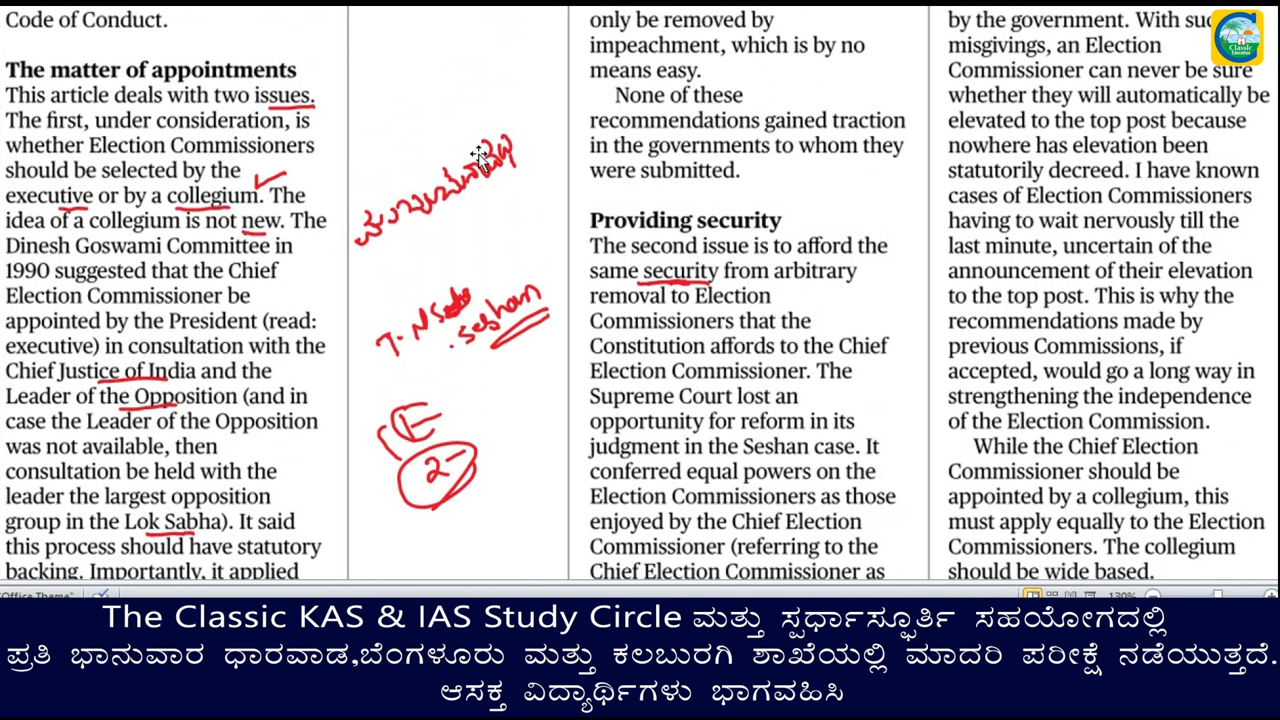 Code of Conduct.
The matter of appointments
This article deals with two issues.
The first, under consideration, is
whether Election Commissioners
should be selected by the
executive or by a collegium. The
idea of a collegium is not new. The
Dinesh Goswami Committee in
1990 suggested that the Chief
Election Commissioner be
appointed by the President (read:
executive) in consultation with the
Chief Justice of India and the
Leader of the Opposition (and in
case the Leader of the Opposition
was not available, then
consultation be held with the
leader the largest opposition
group in the Lok Sabha). It said
this process should have statutory
backing. Importantly, it applied
T. N
Seshan
E
2-
only be removed by
impeachment, which is by no
means easy.
None of these
recommendations gained traction
in the governments to whom they
were submitted.
Providing security
The second issue is to afford the
same security from arbitrary
removal to Election
Commissioners that the
Constitution affords to the Chief
Election Commissioner. The
Supreme Court lost an
opportunity for reform in its
judgment in the Seshan case. It
conferred equal powers on the
Election Commissioners as those
enjoyed by the Chief Election
Commissioner (referring to the
Chief Election Commissioner as
by the government. With such
misgivings, an Election
Commissioner can never be sure
whether they will automatically be
elevated to the top post because
nowhere has elevation been
statutorily decreed. I have known
cases of Election Commissioners
having to wait nervously till the
last minute, uncertain of the
announcement of their elevation
to the top post. This is why the
recommendations made by
previous Commissions, if
accepted, would go a long way in
strengthening the independence
of the Election Commission.
While the Chief Election
Commissioner should be
appointed by a collegium, this
must apply equally to the Election
Commissioners. The collegium
should be wide based.
Classic
Education
"Office Theme"
130%
The Classic KAS & IAS Study Circle ಮತ್ತು ಸ್ಪರ್ಧಾಸ್ಫೂರ್ತಿ ಸಹಯೋಗದಲ್ಲಿ
ಪ್ರತಿ ಭಾನುವಾರ ಧಾರವಾಡ,ಬೆಂಗಳೂರು ಮತ್ತು ಕಲಬುರಗಿ ಶಾಖೆಯಲ್ಲಿ ಮಾದರಿ ಪರೀಕ್ಷೆ ನಡೆಯುತ್ತದೆ.
ಆಸಕ್ತ ವಿದ್ಯಾರ್ಥಿಗಳು ಭಾಗವಹಿಸಿ